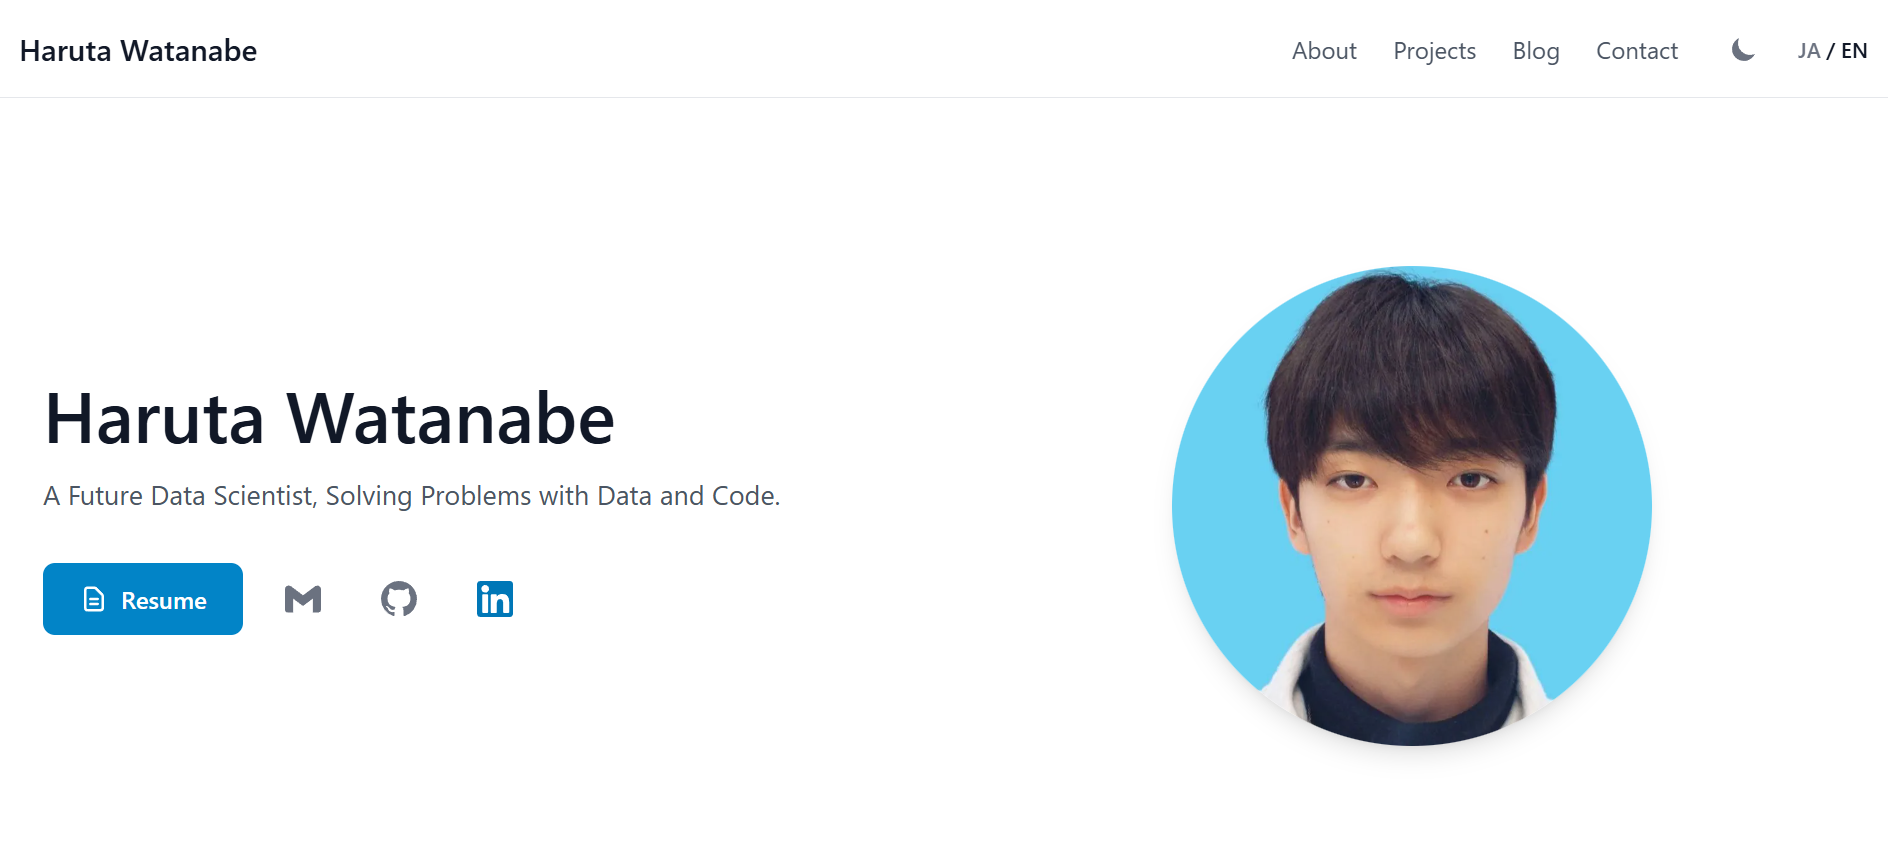 Haruta Watanabe
About Projects Blog Contact JA / EN
Haruta Watanabe
A Future Data Scientist, Solving Problems with Data and Code.
Resume
in